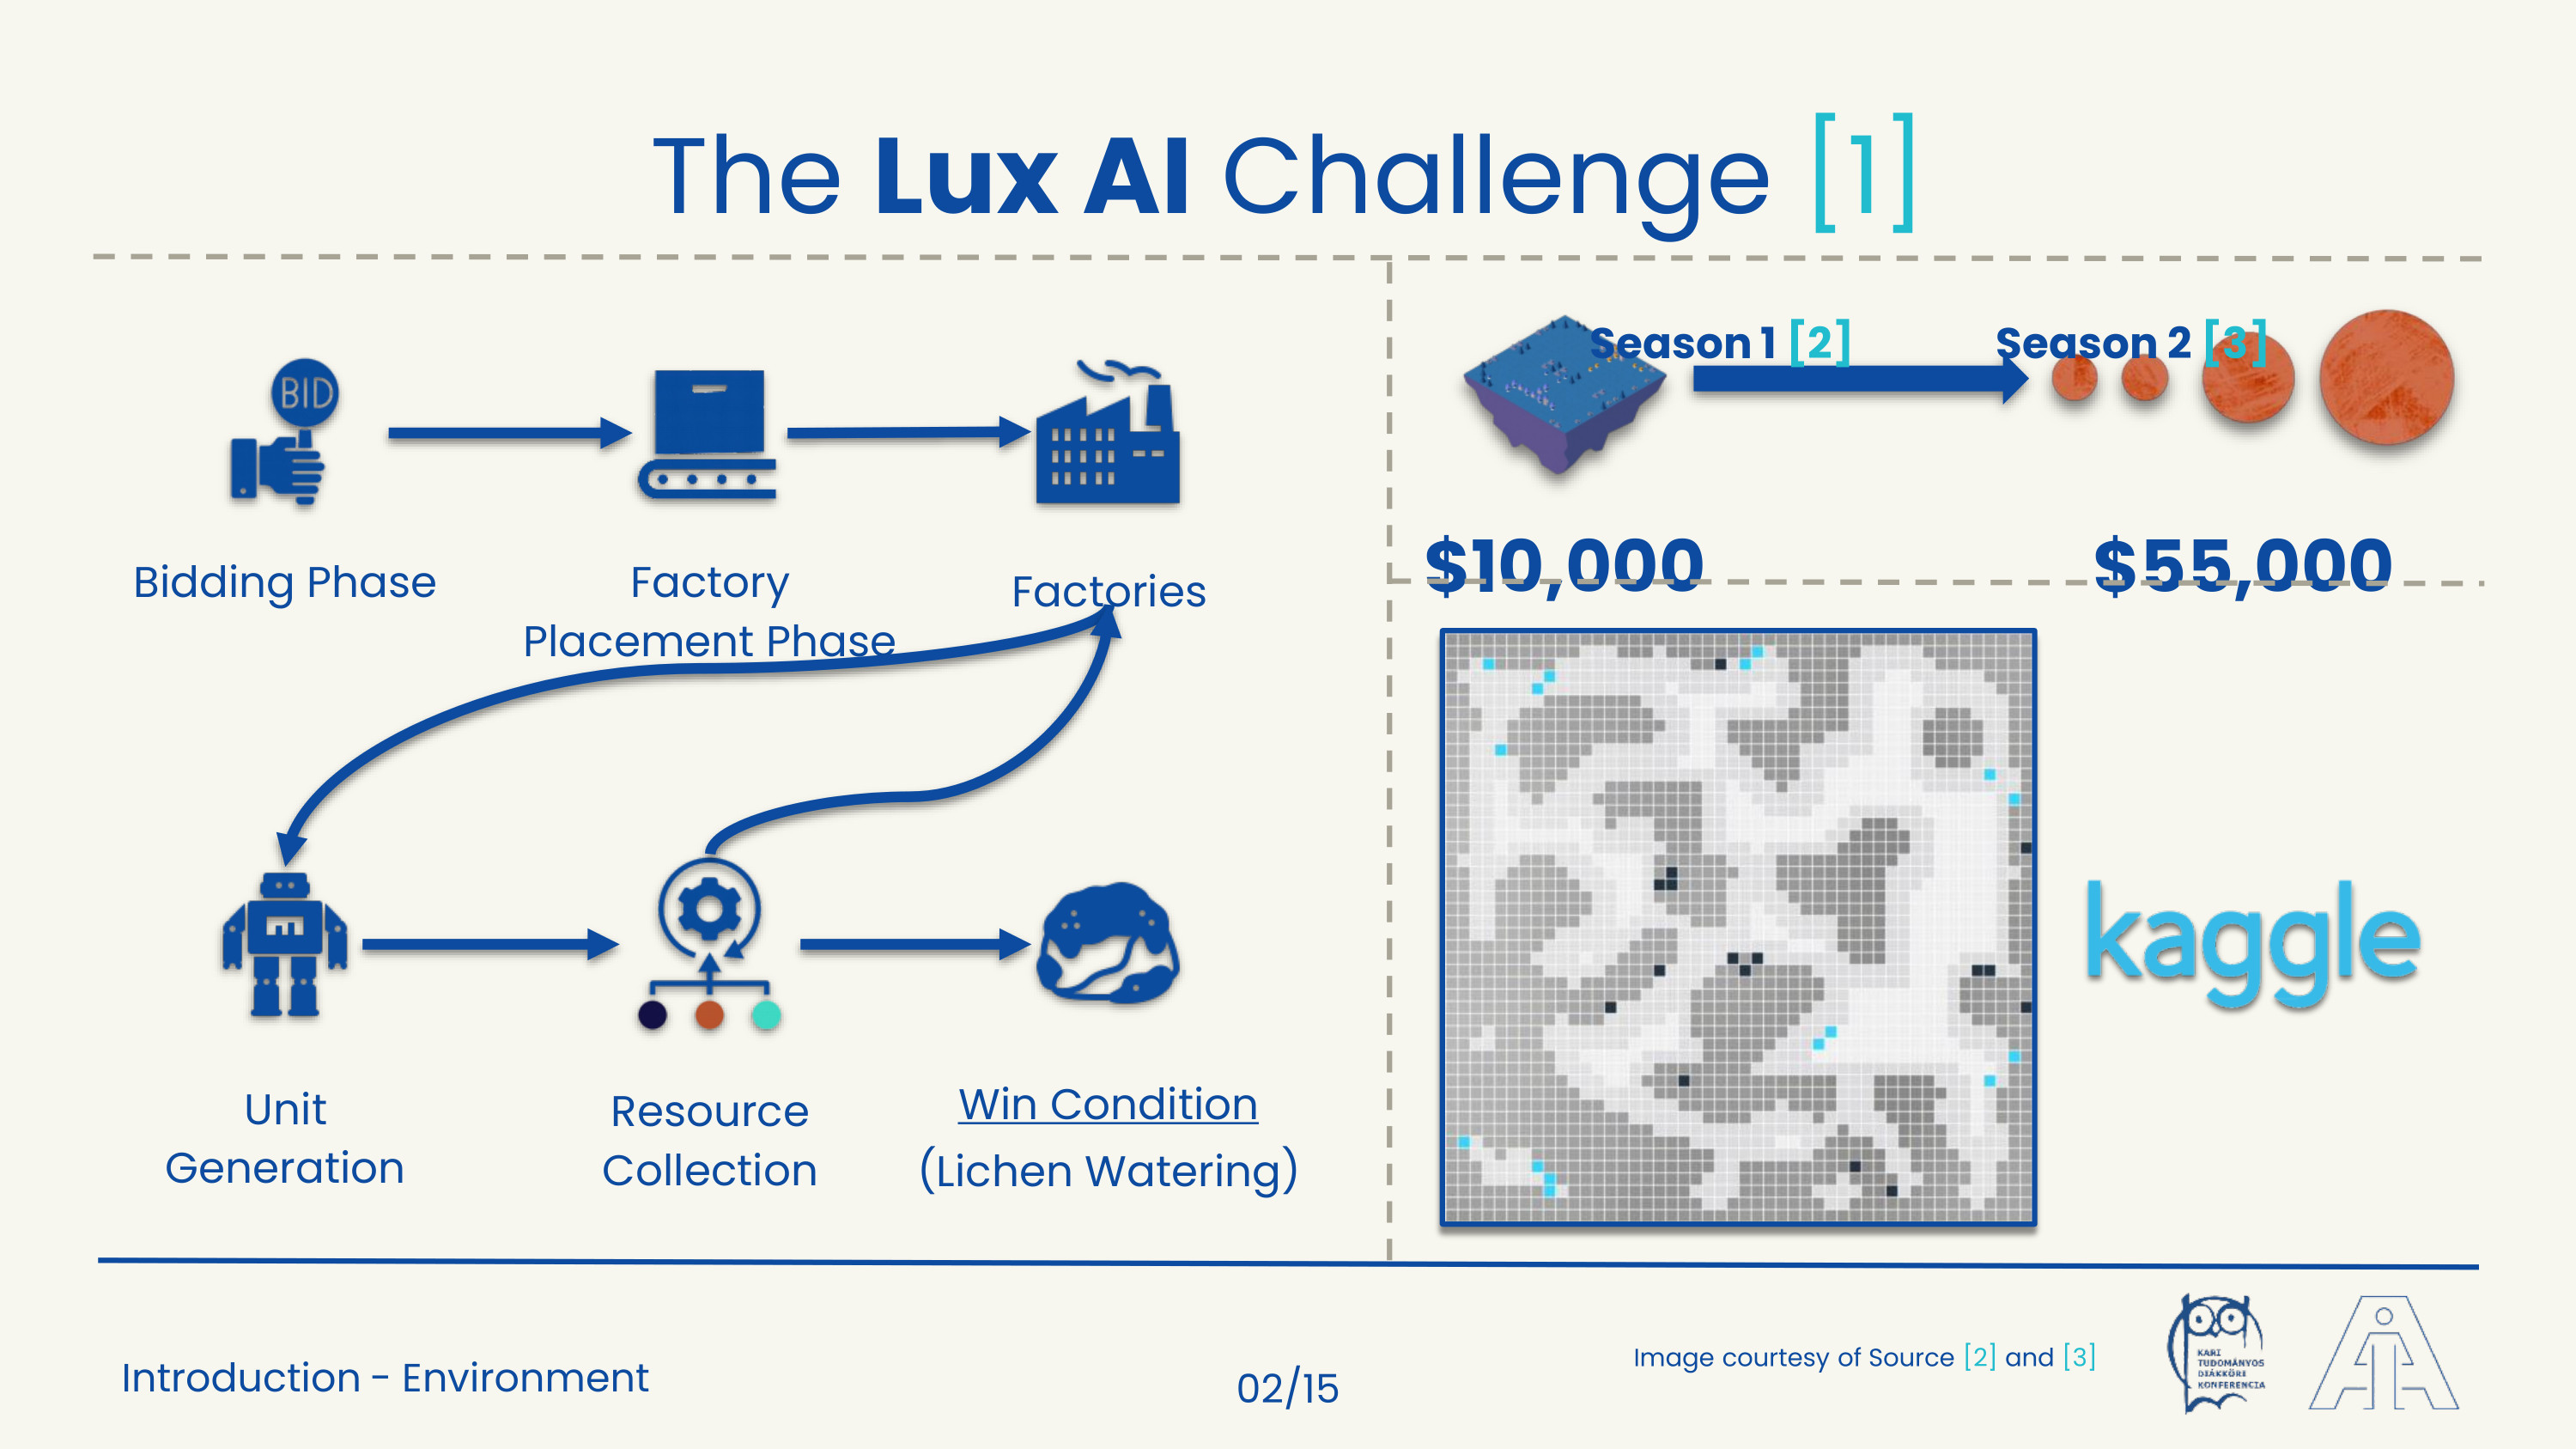 The Lux AI Challenge [1]
BID
Bidding Phase
Factory
Placement Phase
Factories
Unit
Generation
Resource
Collection
Win Condition
(Lichen Watering)
Season 1 [2]
Season 2 [3]
$10,000
$55,000
kaggle
Introduction - Environment
02/15
Image courtesy of Source [2] and [3]
KARI
TUDOMÁNYOS
DIÁKKÖRI
KONFERENCIA